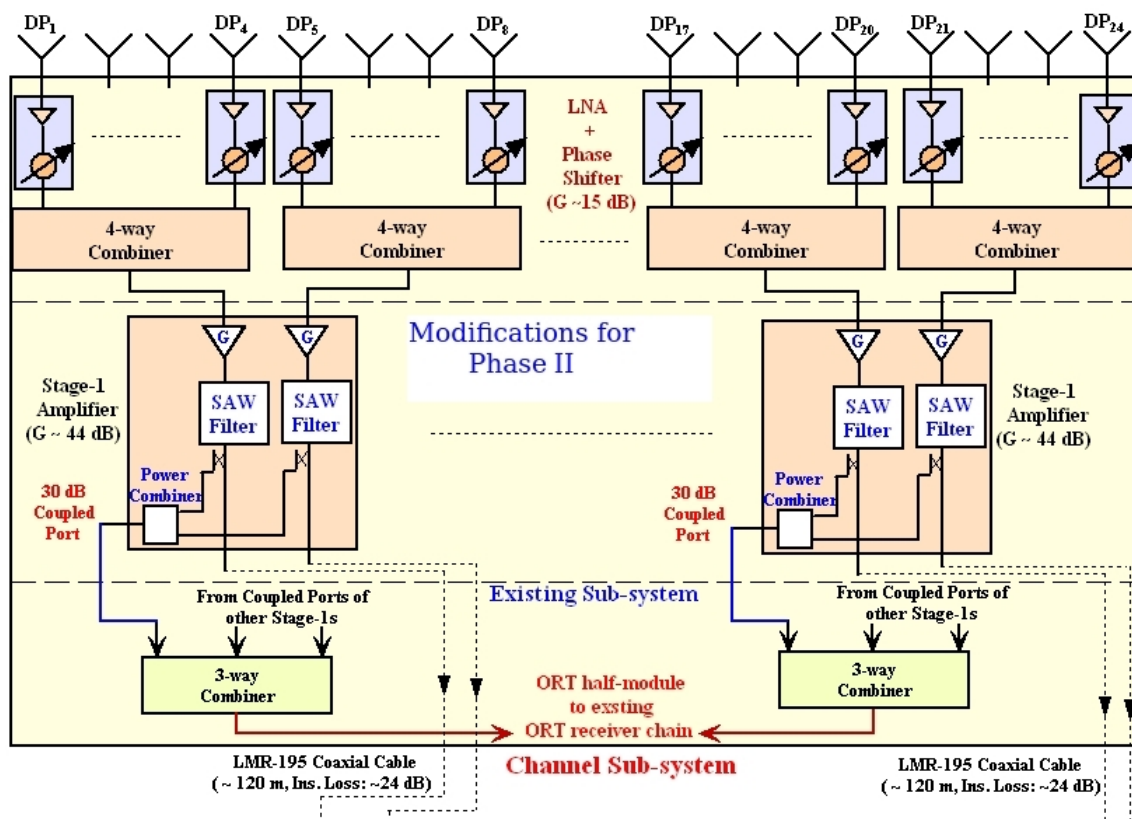 DP1 DP4 DP5 DP8 DP17 DP20 DP21 DP24
LNA
+
Phase
Shifter
(G ~15 dB)
4-way
Combiner
4-way
Combiner
4-way
Combiner
4-way
Combiner
Modifications for
Phase II
G
G
SAW
Filter
SAW
Filter
Stage-1
Amplifier
(G ~ 44 dB)
Power
Combiner
30 dB
Coupled
Port
G
G
SAW
Filter
SAW
Filter
Stage-1
Amplifier
(G ~ 44 dB)
Power
Combiner
30 dB
Coupled
Port
Existing Sub-system
From Coupled Ports of
other Stage-1s
From Coupled Ports of
other Stage-1s
3-way
Combiner
3-way
Combiner
ORT half-module
to exsting
ORT receiver chain
LMR-195 Coaxial Cable
( ~ 120 m, Ins. Loss: ~24 dB)
Channel Sub-system
LMR-195 Coaxial Cable
( ~ 120 m, Ins. Loss: ~24 dB)